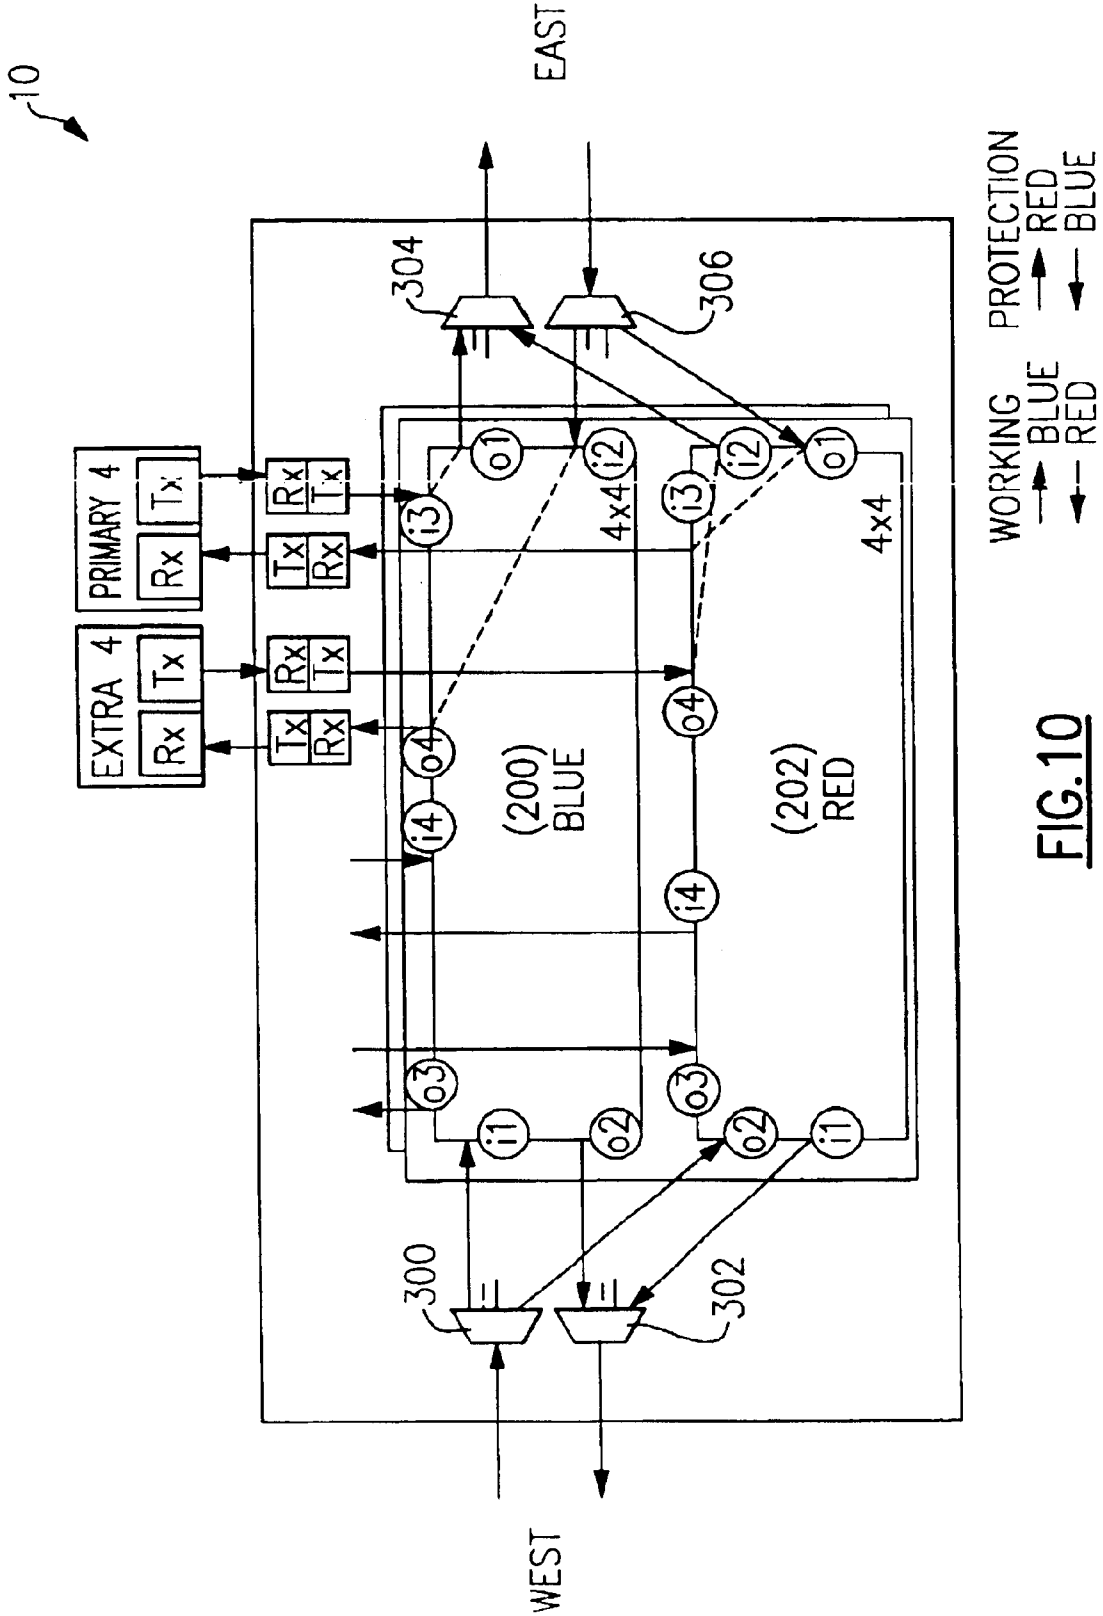 10
WEST
EAST
EXTRA 4
Rx Tx
PRIMARY 4
Rx Tx
Tx
Rx
Rx
Tx
Tx
Rx
Rx
Tx
300
302
304
306
o3
i4
o4
i3
i1
o1
o2
i2
(200)
BLUE
4x4
o3
i4
o4
i3
o2
i2
i1
o1
(202)
RED
4x4
WORKING PROTECTION
BLUE RED
RED BLUE
FIG.10